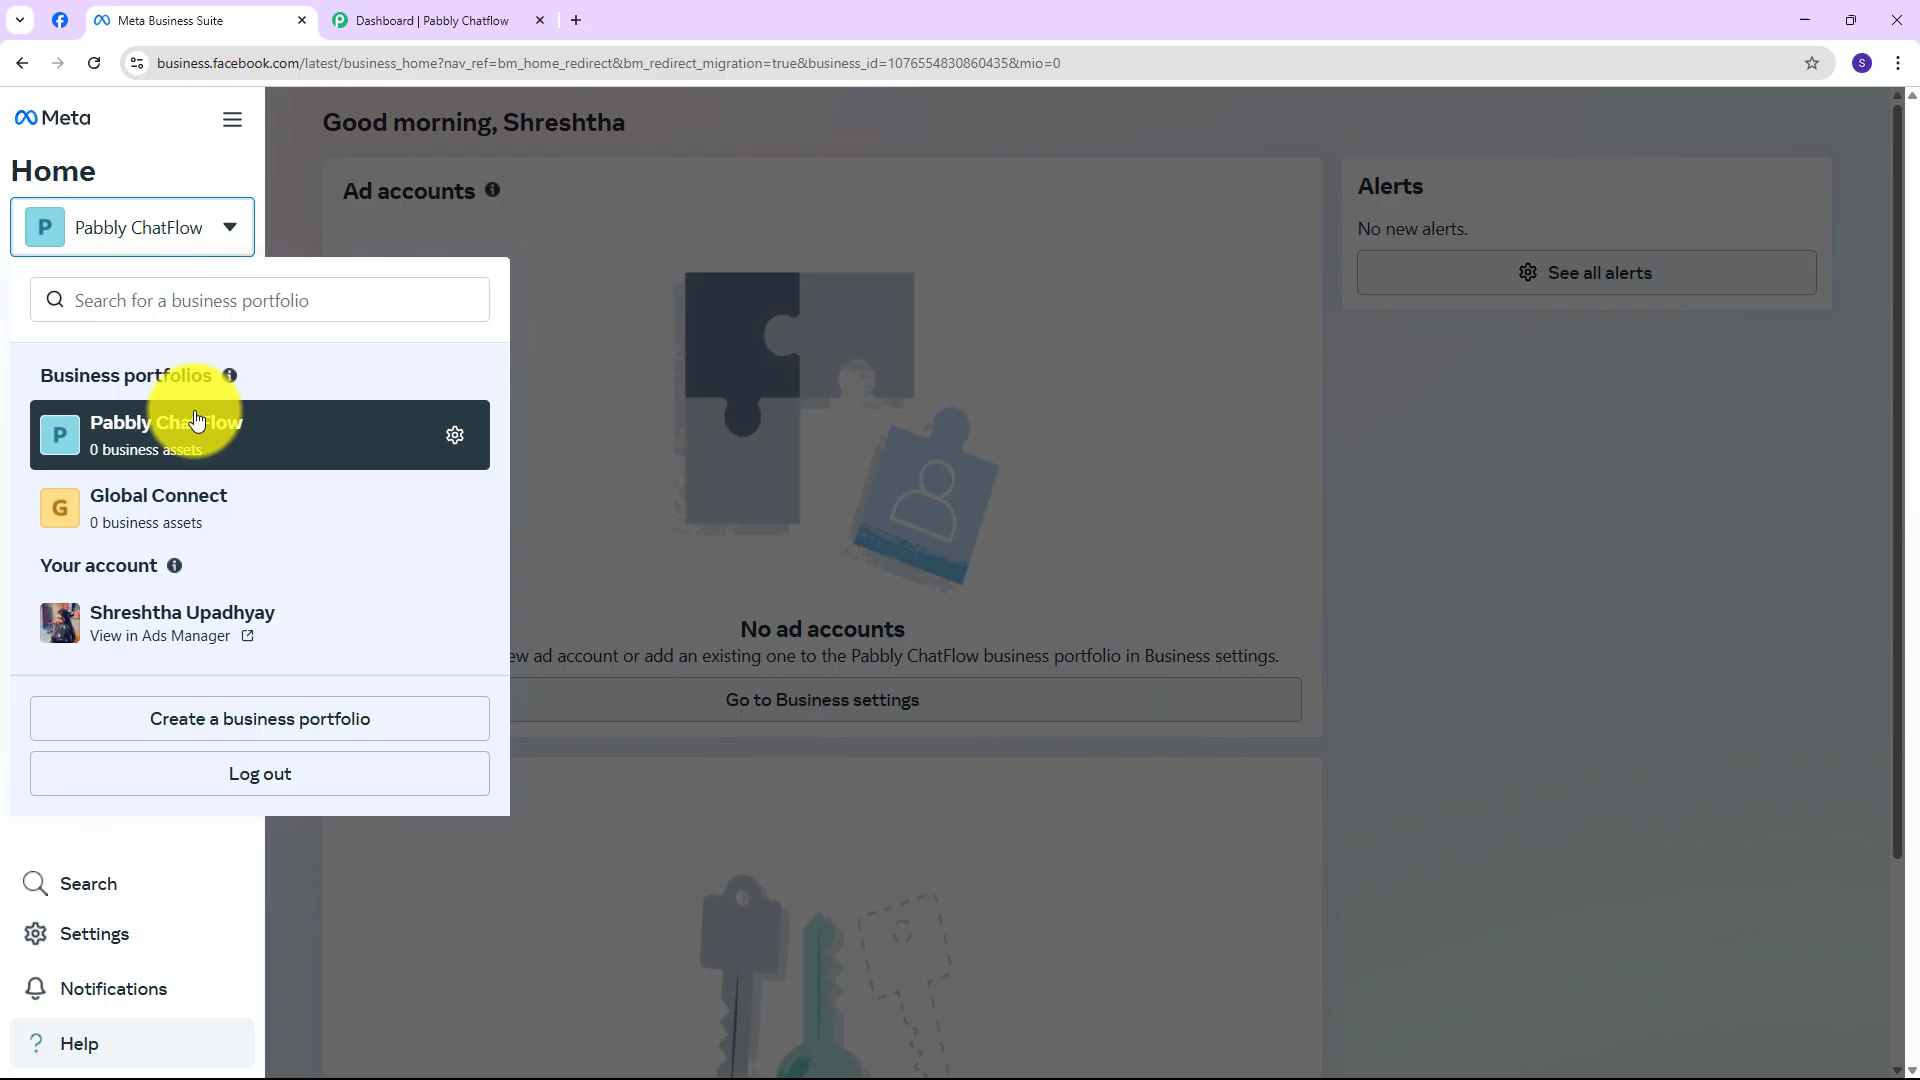 Meta Business Suite
Dashboard | Pabbly Chatflow
business.facebook.com/latest/business_home?nav_ref=bm_home_redirect&bm_redirect_migration=true&business_id=1076554830860435&mio=0
S
Meta
Home
P
Pabbly ChatFlow
Search for a business portfolio
Business portfolios
P
Pabbly ChatFlow
0 business assets
G
Global Connect
0 business assets
Your account
Shreshtha Upadhyay
View in Ads Manager
Create a business portfolio
Log out
Search
Settings
Notifications
Help
Good morning, Shreshtha
Ad accounts
No ad accounts
ew ad account or add an existing one to the Pabbly ChatFlow business portfolio in Business settings.
Go to Business settings
Alerts
No new alerts.
See all alerts